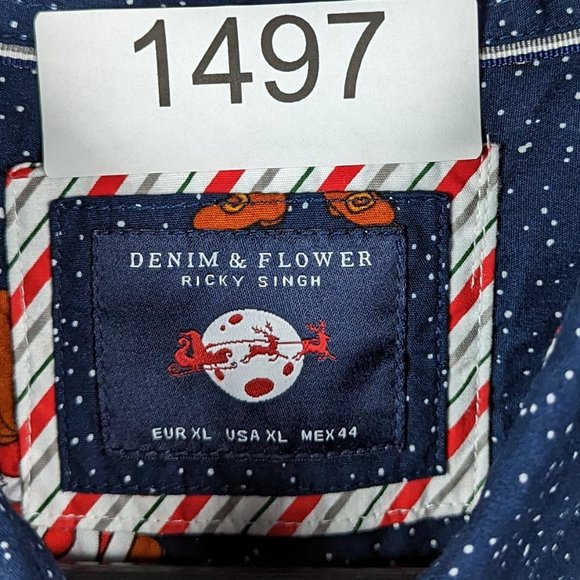 1497
DENIM & FLOWER
RICKY SINGH
EUR XL USA XL MEX 44